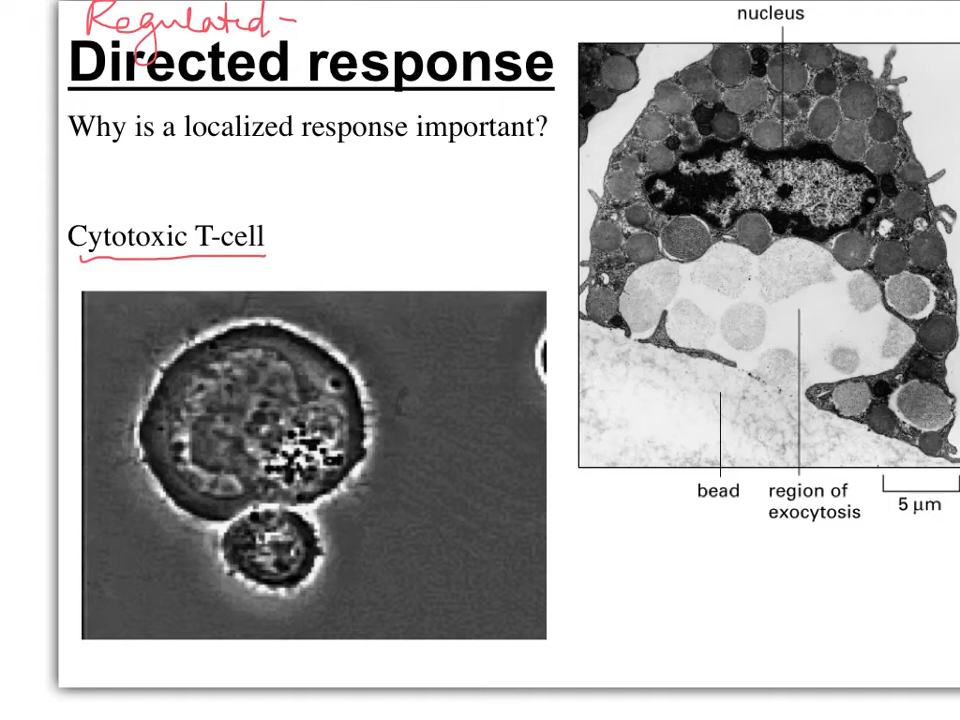 Regulated -
Directed response
Why is a localized response important?
Cytotoxic T-cell
nucleus
bead
region of
exocytosis
5 µm